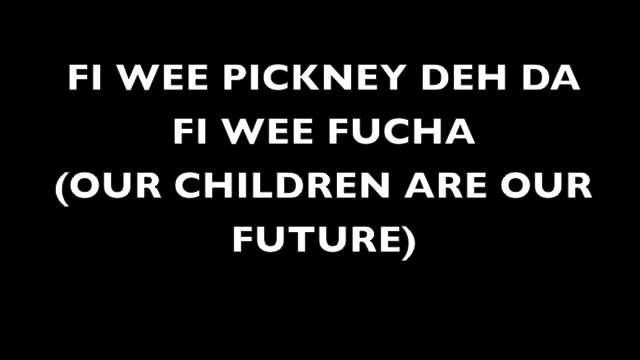 FI WEE PICKNEY DEH DA
FI WEE FUCHA
(OUR CHILDREN ARE OUR
FUTURE)